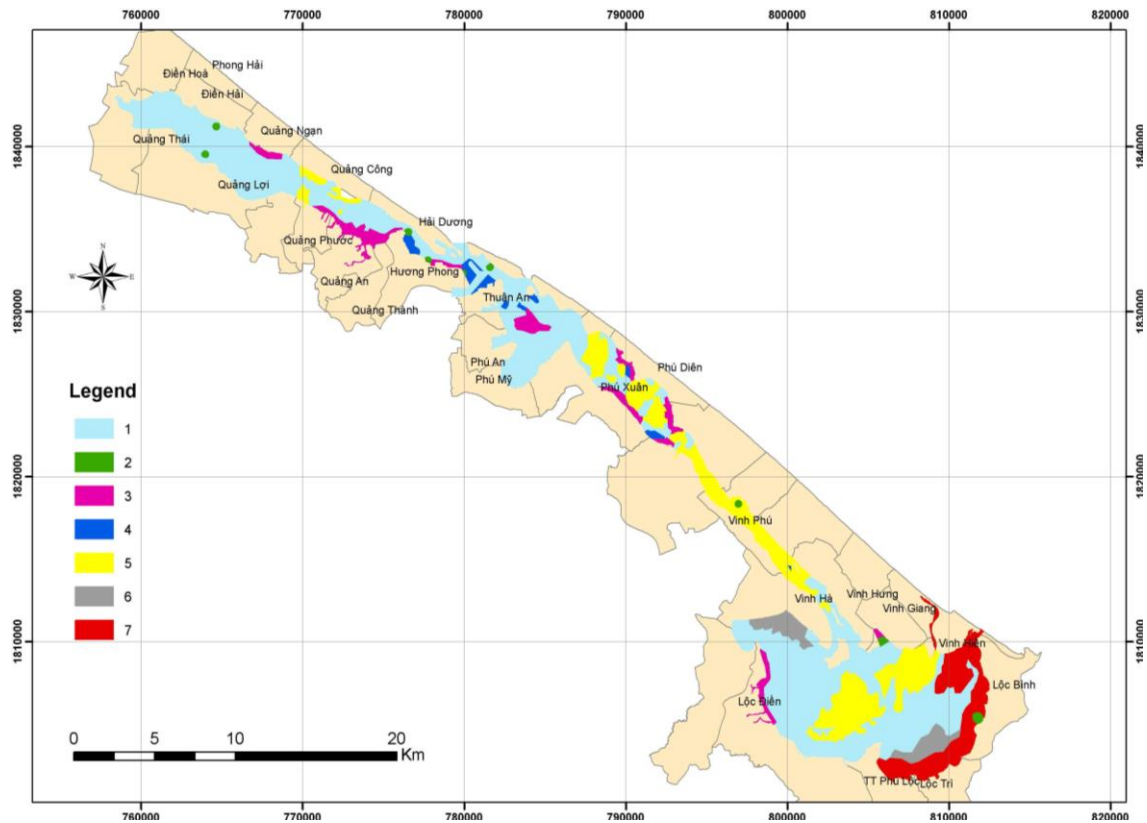 760000 770000 780000 790000 800000 810000 820000
Phong Hải
Điền Hoà
Điền Hải
Quảng Ngạn
Quảng Thái
1840000 1840000
Quảng Công
Quảng Lợi
Hải Dương
Quảng Phước
Hương Phong
Quảng An
Thuận An
Quảng Thành
1830000 1830000
Phú An
Phú Diên
Phú Mỹ
Phú Xuân
N
W E
S
Legend
1
2
3
4
5
6
7
1820000 1820000
Vinh Phú
Vinh Hưng
Vinh Hà
Vinh Giang
1810000 1810000
Vinh Hiền
Lộc Bình
Lộc Điền
TT Phú Lộc
Lộc Trì
0 5 10 20
Km
760000 770000 780000 790000 800000 810000 820000